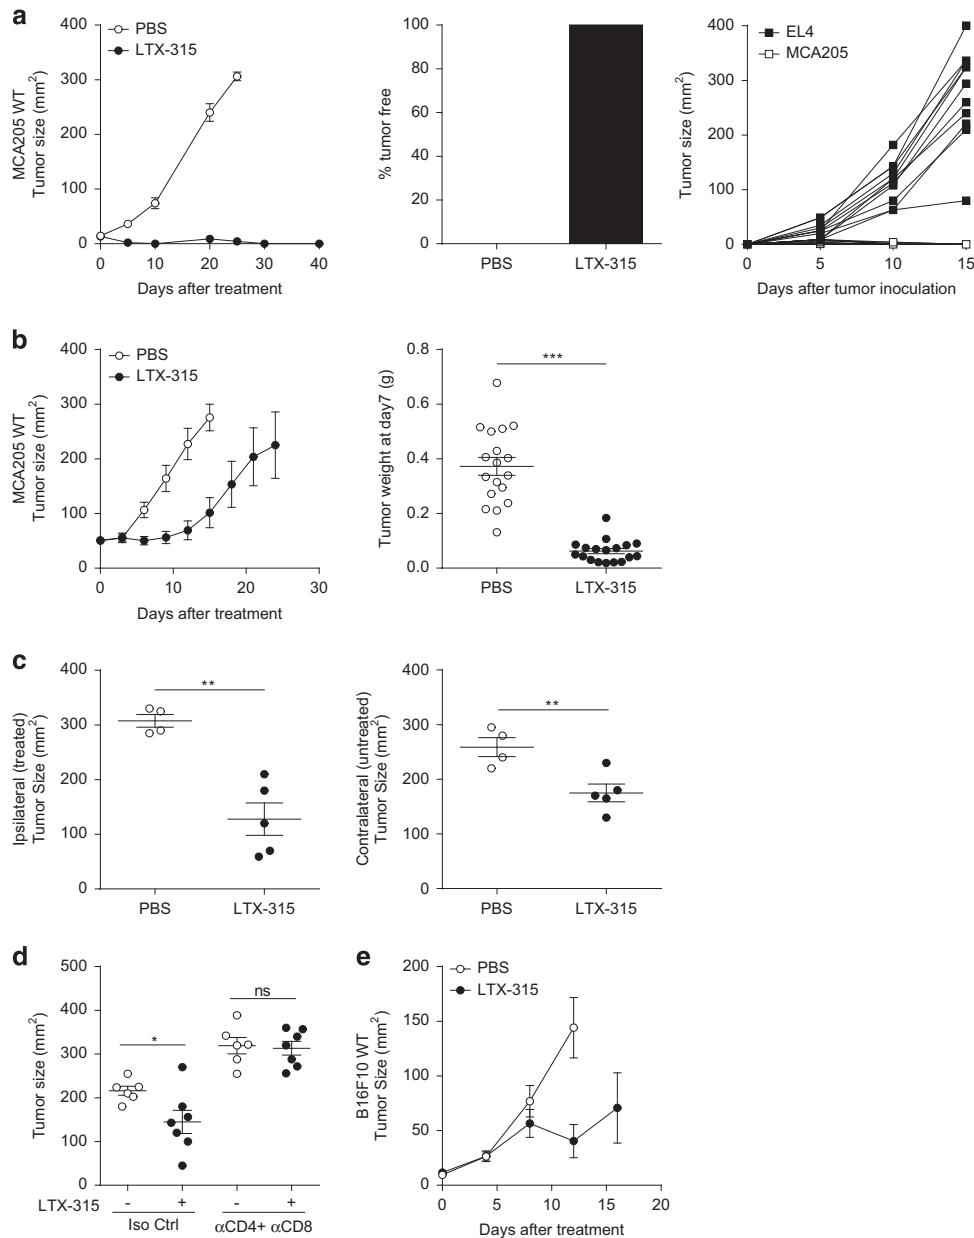 a
PBS
LTX-315
MCA205 WT
Tumor size (mm²)
400
300
200
100
0
0 10 20 30 40
Days after treatment
% tumor free
100
80
60
40
20
0
PBS LTX-315
EL4
MCA205
Tumor size (mm²)
400
300
200
100
0
0 5 10 15
Days after tumor inoculation
b
PBS
LTX-315
MCA205 WT
Tumor size (mm²)
400
300
200
100
0
0 10 20 30
Days after treatment
Tumor weight at day7 (g)
0.8
0.6
0.4
0.2
0.0
***
PBS LTX-315
c
Ipsilateral (treated)
Tumor Size (mm²)
400
300
200
100
0
**
PBS LTX-315
Contralateral (untreated)
Tumor Size (mm²)
400
300
200
100
0
**
PBS LTX-315
d
Tumor size (mm²)
500
400
300
200
100
0
*
ns
LTX-315 - + - +
Iso Ctrl αCD4+ αCD8
e
PBS
LTX-315
B16F10 WT
Tumor Size (mm²)
200
150
100
50
0
0 5 10 15 20
Days after treatment